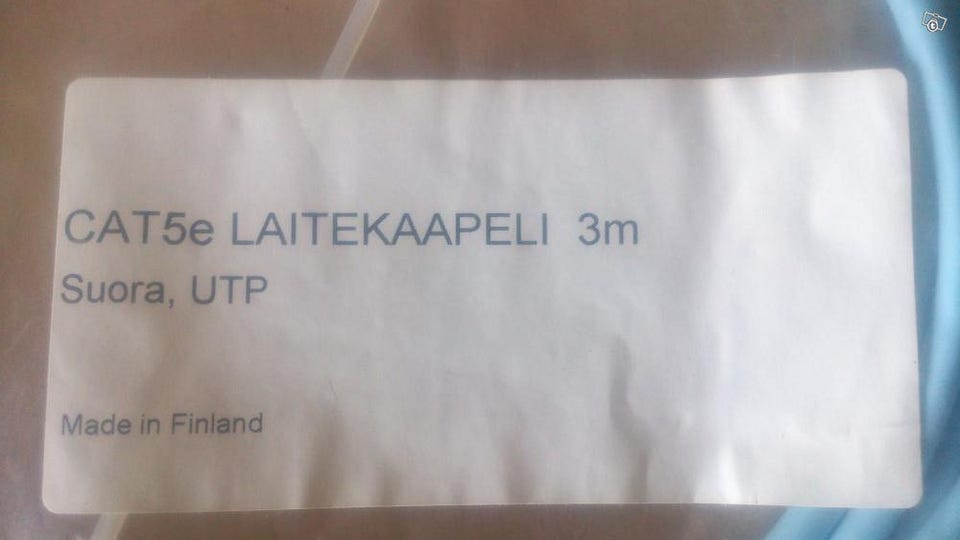 CAT5e LAITEKAAPELI 3m
Suora, UTP
Made in Finland